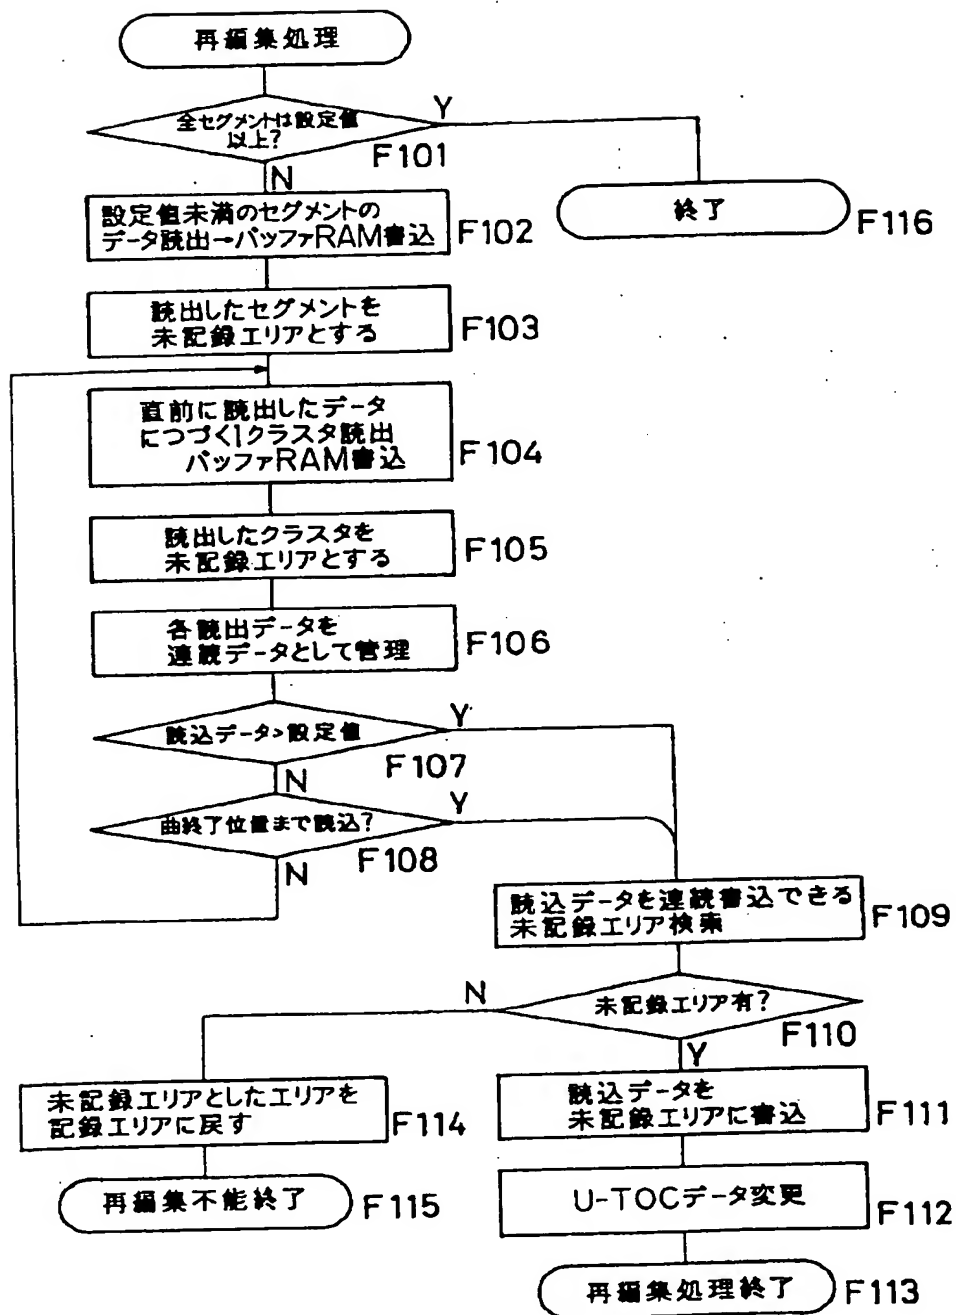 再編集処理
全セグメントは設定値
以上?
Y
F101
N
設定値未満のセグメントの
データ読出→バッファRAM書込
F102
終了
F116
読出したセグメントを
未記録エリアとする
F103
直前に読出したデータ
につづく1クラスタ読出
バッファRAM書込
F104
読出したクラスタを
未記録エリアとする
F105
各読出データを
連続データとして管理
F106
読込データ>設定値
Y
F107
N
曲終了位置まで読込?
Y
F108
N
読込データを連続書込できる
未記録エリア検索
F109
未記録エリア有?
N
F110
Y
未記録エリアとしたエリアを
記録エリアに戻す
F114
読込データを
未記録エリアに書込
F111
再編集不能終了
F115
U-TOCデータ変更
F112
再編集処理終了
F113